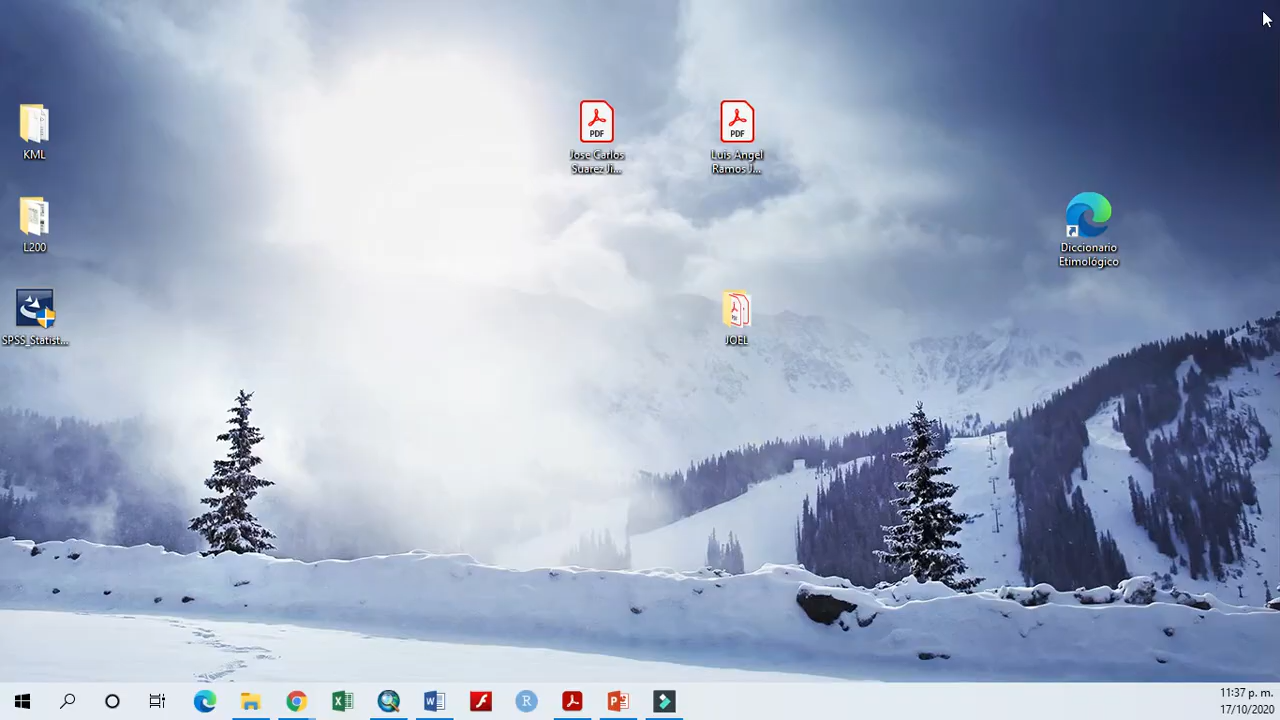 KML
L200
SPSS_Statist...
PDF
Jose Carlos
Suarez Ji...
PDF
Luis Angel
Ramos J...
JOEL
Diccionario
Etimológico
11:37 p. m.
17/10/2020